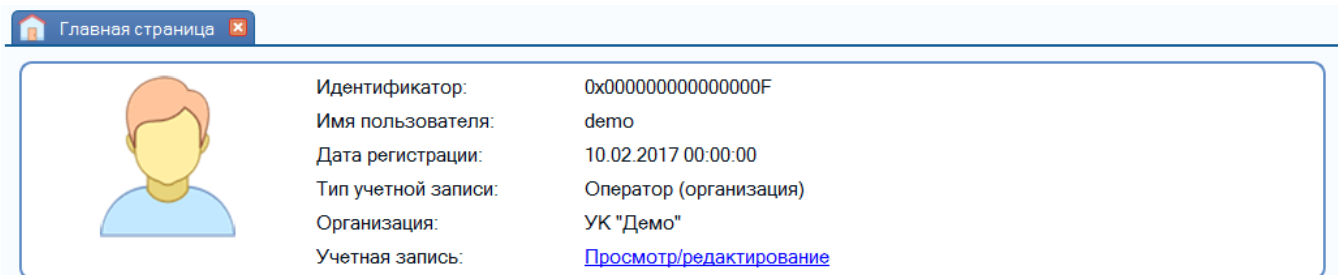 Главная страница
Идентификатор: 0x000000000000000F
Имя пользователя: demo
Дата регистрации: 10.02.2017 00:00:00
Тип учетной записи: Оператор (организация)
Организация: УК "Демо"
Учетная запись: Просмотр/редактирование